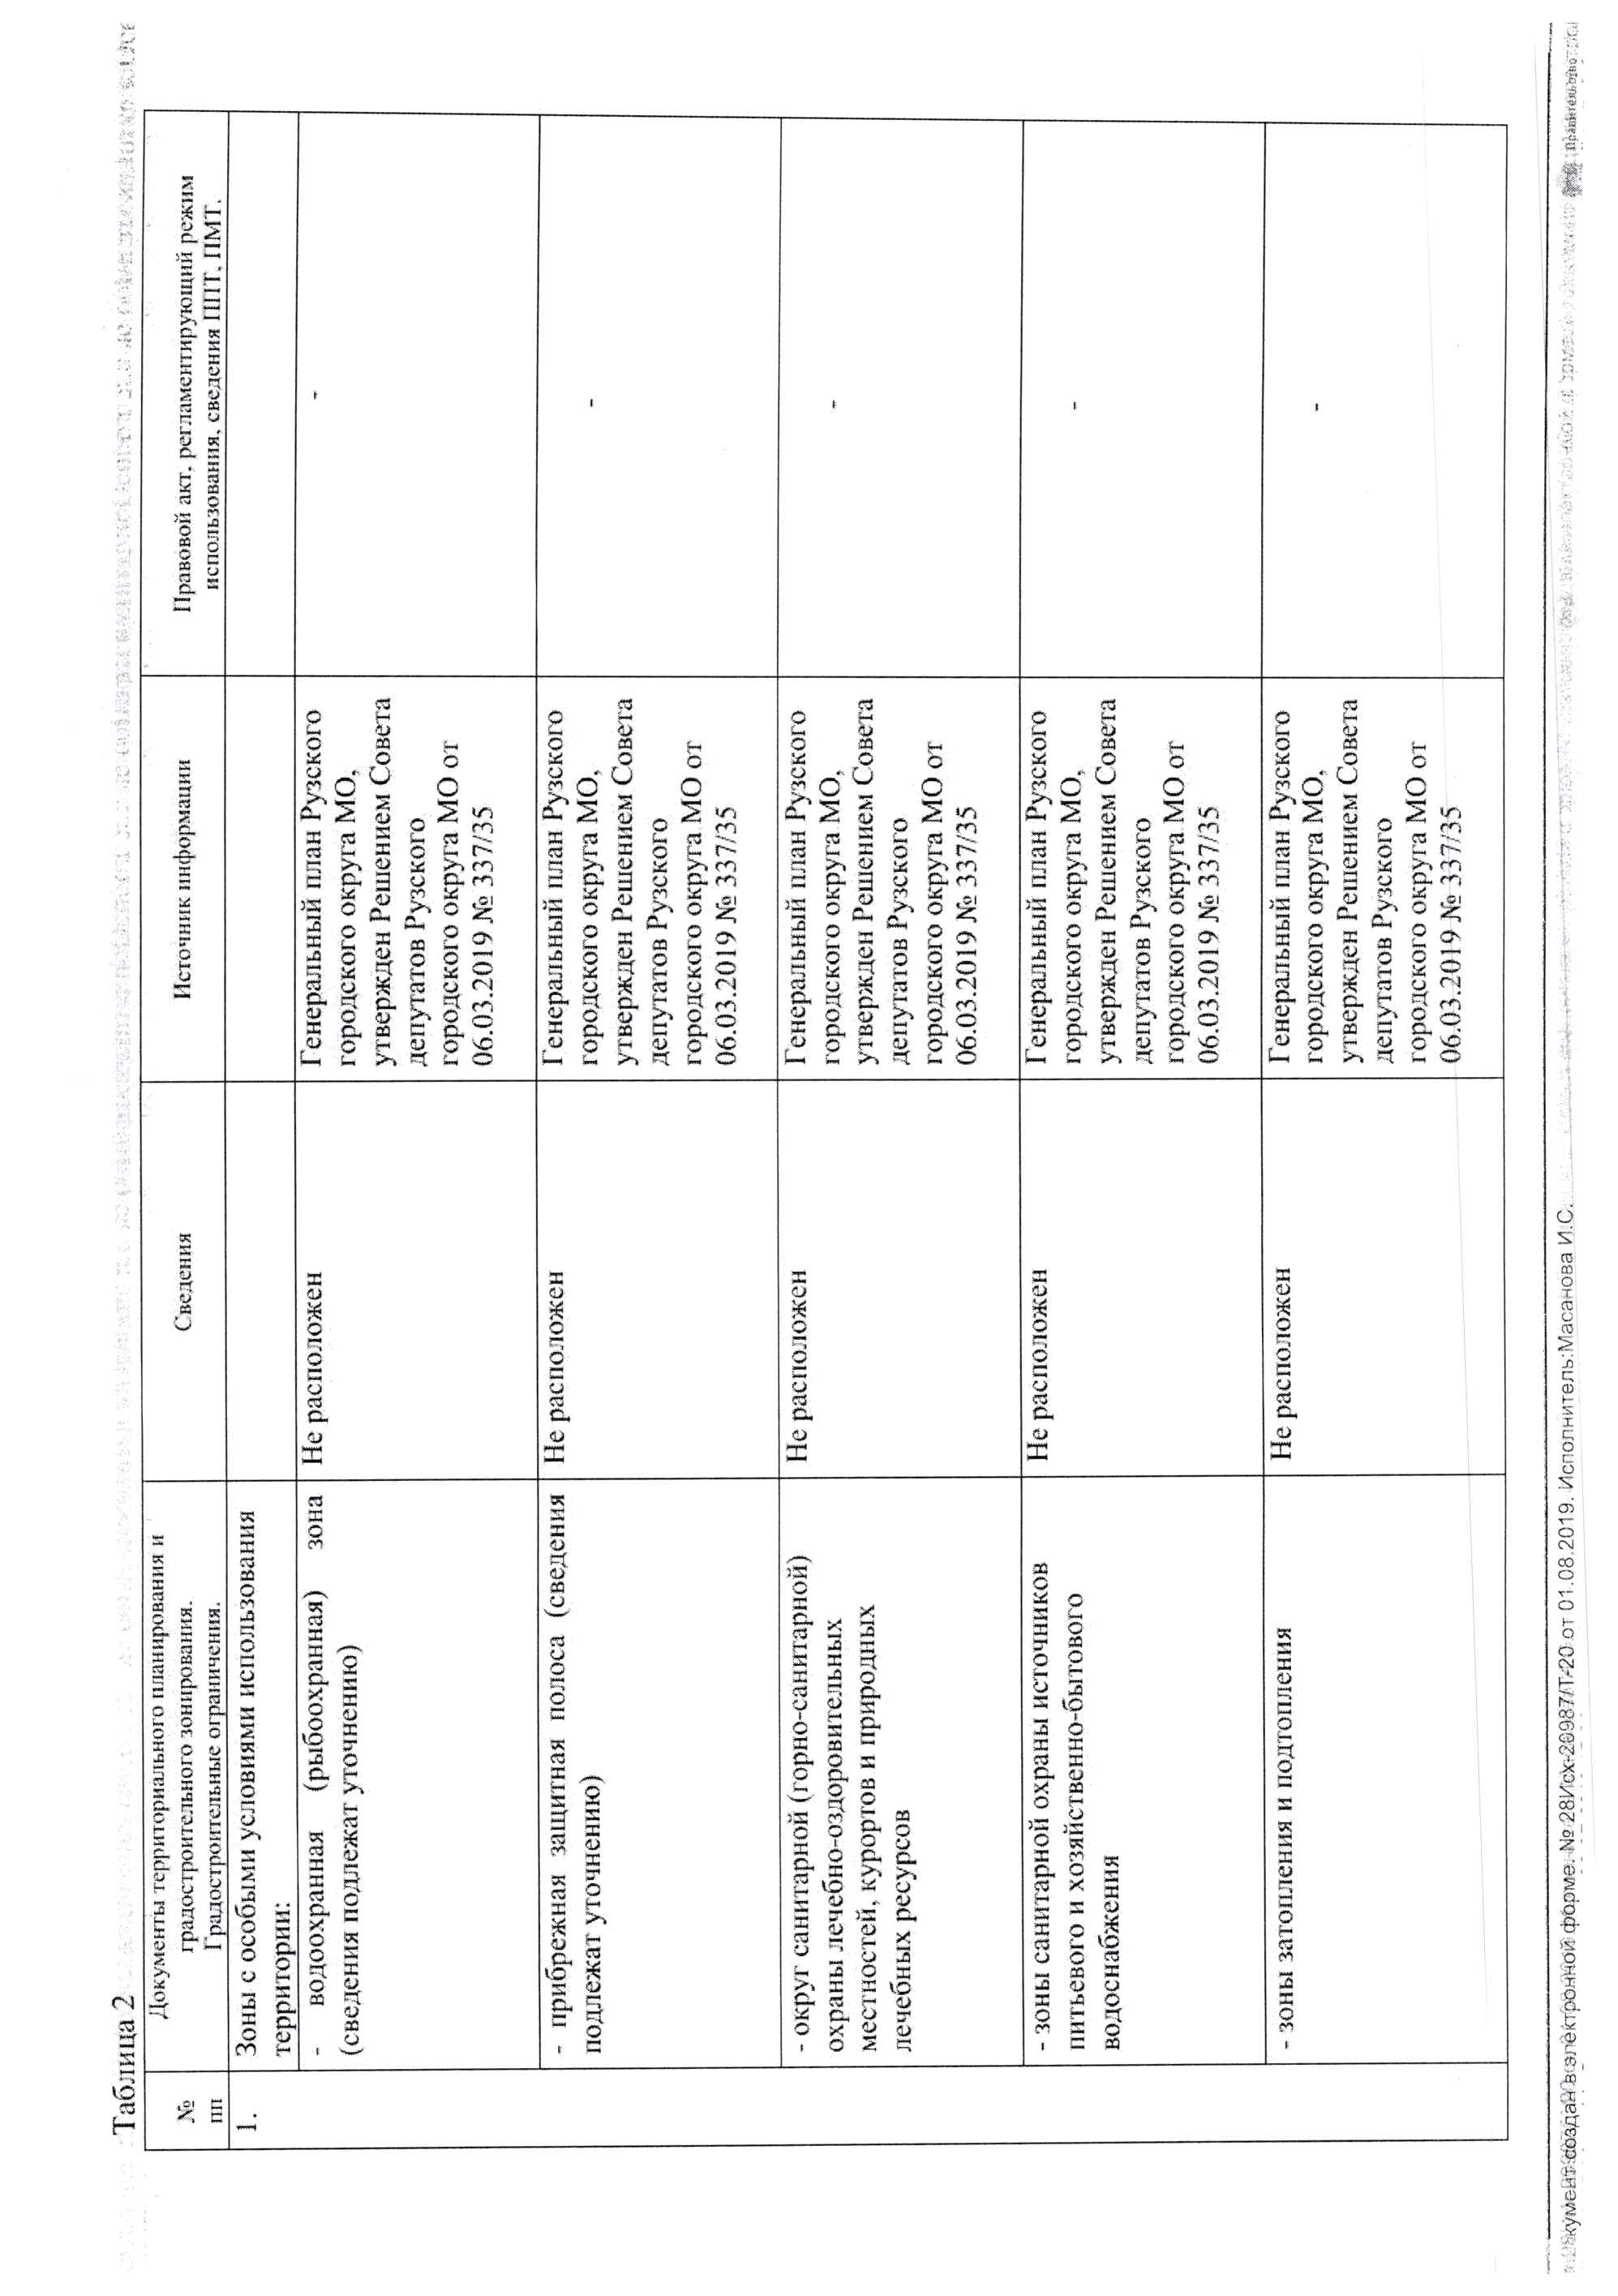 Таблица 2
№
пп
Документы территориального планирования и
градостроительного зонирования.
Градостроительные ограничения.
Сведения
Источник информации
Правовой акт, регламентирующий режим
использования, сведения ППТ, ПМТ.
1.
Зоны с особыми условиями использования
территории:
- водоохранная (рыбоохранная) зона
(сведения подлежат уточнению)
Не расположен
Генеральный план Рузского
городского округа МО,
утвержден Решением Совета
депутатов Рузского
городского округа МО от
06.03.2019 № 337/35
-
- прибрежная защитная полоса (сведения
подлежат уточнению)
Не расположен
Генеральный план Рузского
городского округа МО,
утвержден Решением Совета
депутатов Рузского
городского округа МО от
06.03.2019 № 337/35
-
- округ санитарной (горно-санитарной)
охраны лечебно-оздоровительных
местностей, курортов и природных
лечебных ресурсов
Не расположен
Генеральный план Рузского
городского округа МО,
утвержден Решением Совета
депутатов Рузского
городского округа МО от
06.03.2019 № 337/35
-
- зоны санитарной охраны источников
питьевого и хозяйственно-бытового
водоснабжения
Не расположен
Генеральный план Рузского
городского округа МО,
утвержден Решением Совета
депутатов Рузского
городского округа МО от
06.03.2019 № 337/35
-
- зоны затопления и подтопления
Не расположен
Генеральный план Рузского
городского округа МО,
утвержден Решением Совета
депутатов Рузского
городского округа МО от
06.03.2019 № 337/35
-
кумент создан в электронной форме. № 28Исх-20987/Т-20 от 01.08.2019. Исполнитель:Масанова И.С.